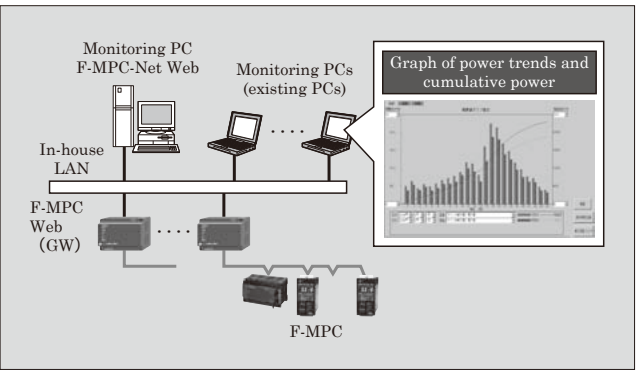 Monitoring PC
F-MPC-Net Web
Monitoring PCs
(existing PCs)
Graph of power trends and
cumulative power
In-house
LAN
F-MPC
Web
(GW)
F-MPC